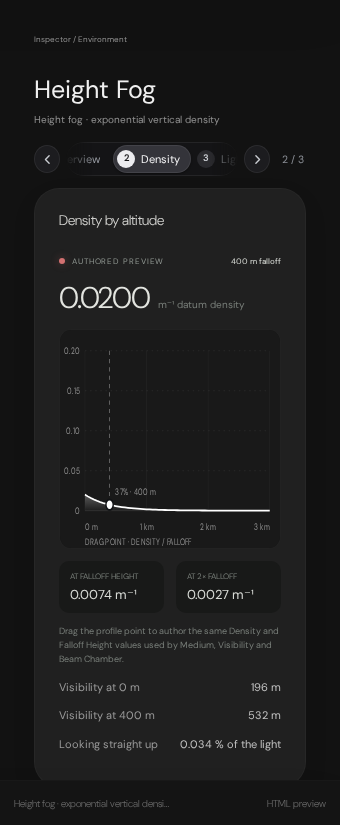 Inspector / Environment
Height Fog
Height fog · exponential vertical density
rview 2 Density 3 Lig 2 / 3
Density by altitude
AUTHORED PREVIEW 400 m falloff
0.0200 m⁻¹ datum density
0.20
0.15
0.10
0.05
0
37% · 400 m
0 m 1 km 2 km 3 km
DRAG POINT · DENSITY / FALLOFF
AT FALLOFF HEIGHT AT 2× FALLOFF
0.0074 m⁻¹ 0.0027 m⁻¹
Drag the profile point to author the same Density and
Falloff Height values used by Medium, Visibility and
Beam Chamber.
Visibility at 0 m 196 m
Visibility at 400 m 532 m
Looking straight up 0.034 % of the light
Height fog · exponential vertical densi... HTML preview